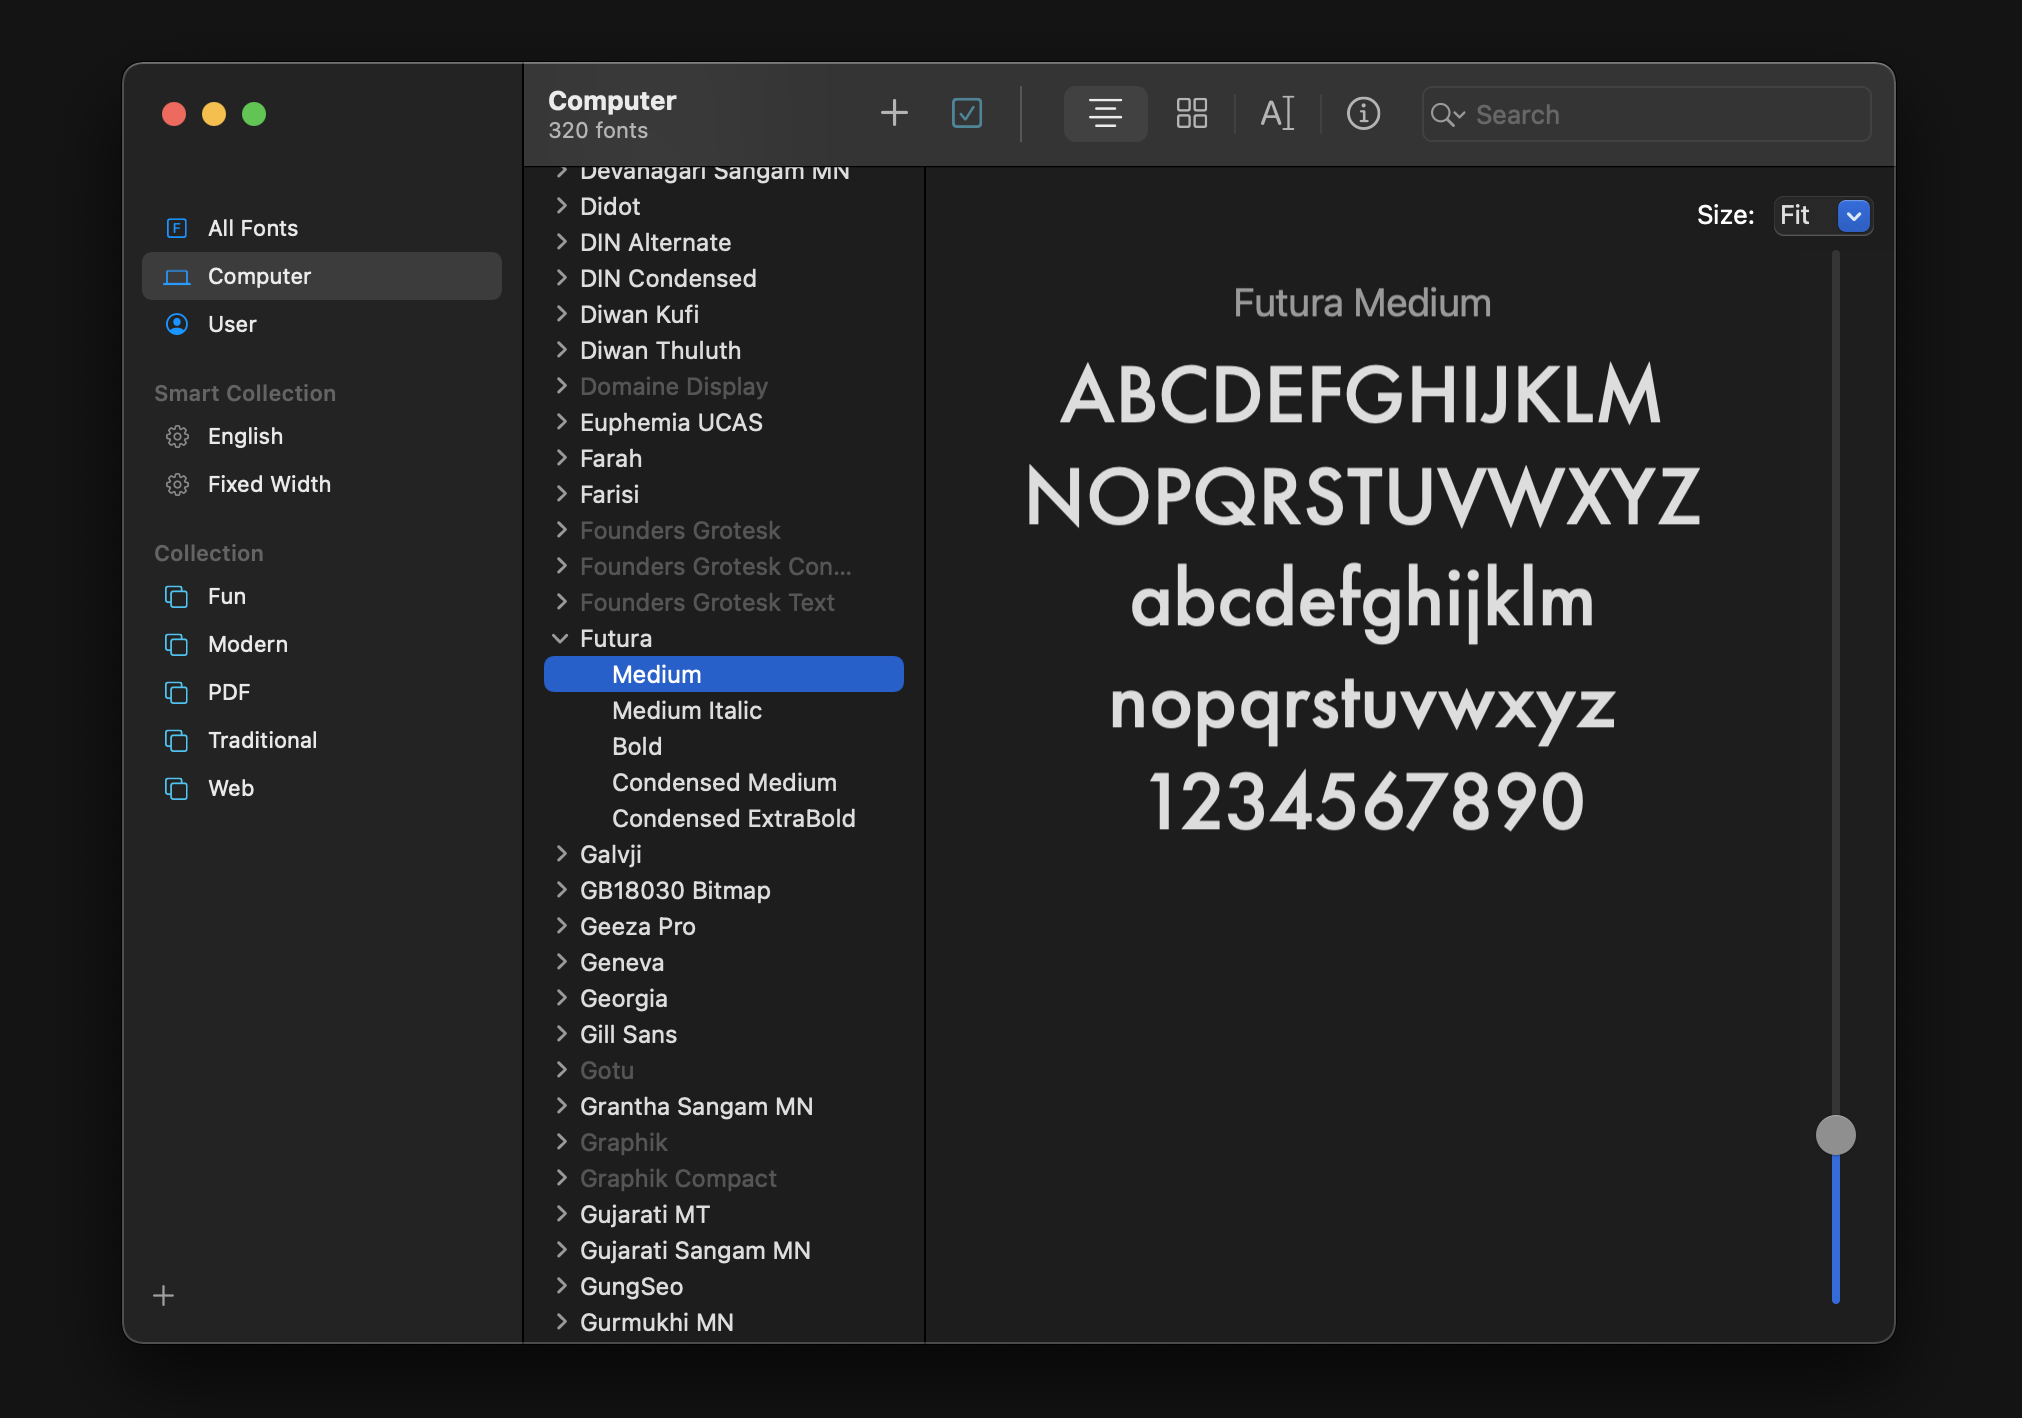 Computer
320 fonts
Search
All Fonts
Computer
User
Smart Collection
English
Fixed Width
Collection
Fun
Modern
PDF
Traditional
Web
Devanagari Sangam MN
Didot
DIN Alternate
DIN Condensed
Diwan Kufi
Diwan Thuluth
Domaine Display
Euphemia UCAS
Farah
Farisi
Founders Grotesk
Founders Grotesk Con...
Founders Grotesk Text
Futura
Medium
Medium Italic
Bold
Condensed Medium
Condensed ExtraBold
Galvji
GB18030 Bitmap
Geeza Pro
Geneva
Georgia
Gill Sans
Gotu
Grantha Sangam MN
Graphik
Graphik Compact
Gujarati MT
Gujarati Sangam MN
GungSeo
Gurmukhi MN
Size: Fit
Futura Medium
ABCDEFGHIJKLM
NOPQRSTUVWXYZ
abcdefghijklm
nopqrstuvwxyz
1234567890